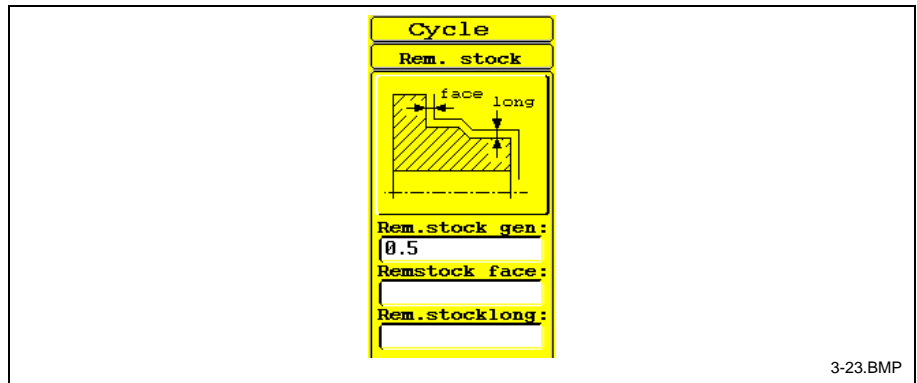 Cycle
Rem. stock
face
long
Rem.stock gen:
0.5
Remstock face:
Rem.stocklong:
3-23.BMP